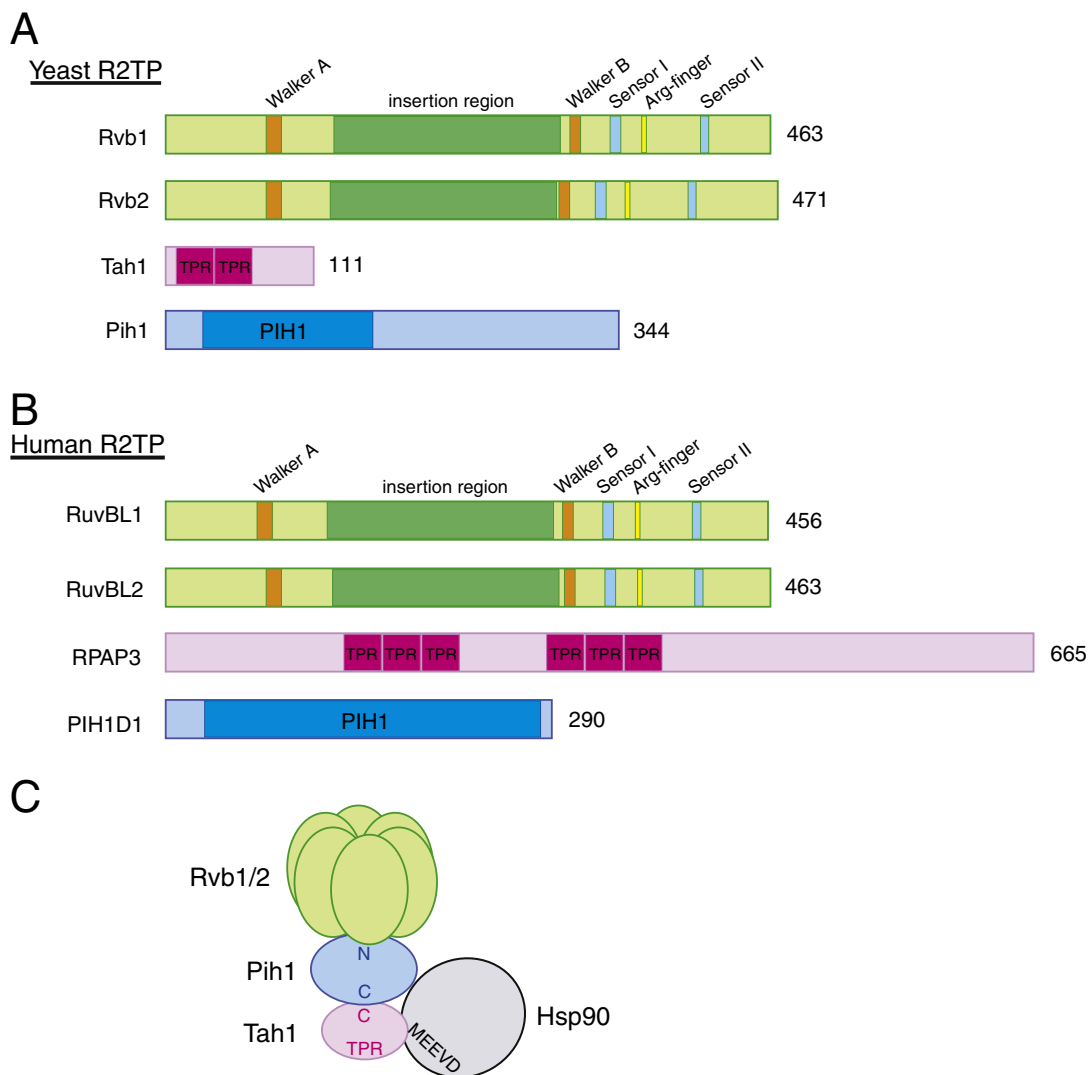 A
Yeast R2TP
Walker A
insertion region
Walker B
Sensor I
Arg-finger
Sensor II
Rvb1
463
Rvb2
471
Tah1
TPR TPR
111
Pih1
PIH1
344
B
Human R2TP
Walker A
insertion region
Walker B
Sensor I
Arg-finger
Sensor II
RuvBL1
456
RuvBL2
463
RPAP3
TPR TPR TPR TPR TPR TPR
665
PIH1D1
PIH1
290
C
Rvb1/2
N
Pih1
C
C
Tah1
TPR
MEEVD
Hsp90